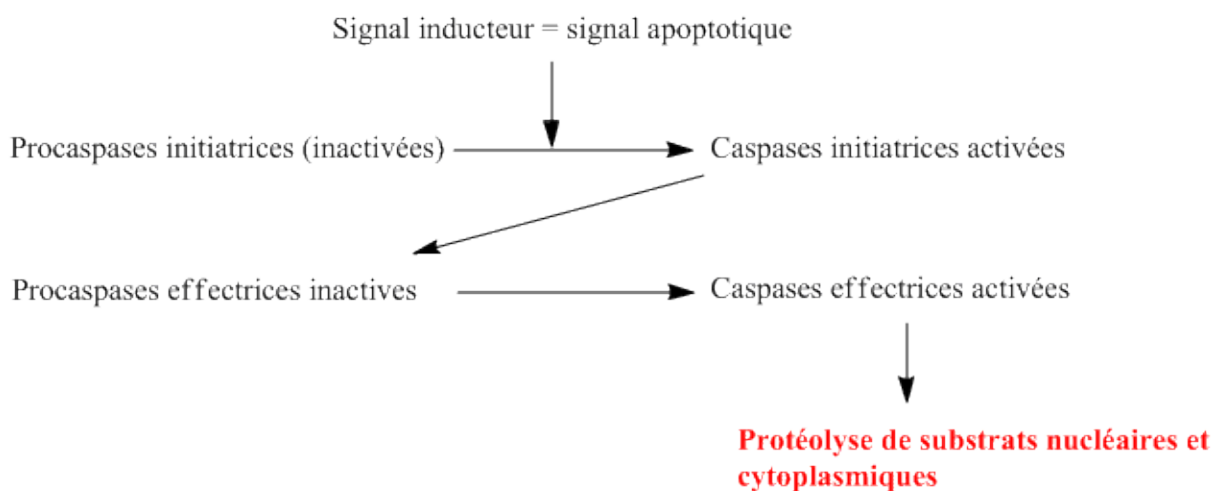 Signal inducteur = signal apoptotique
Procaspases initiatrices (inactivées)
Caspases initiatrices activées
Procaspases effectrices inactives
Caspases effectrices activées
Protéolyse de substrats nucléaires et
cytoplasmiques